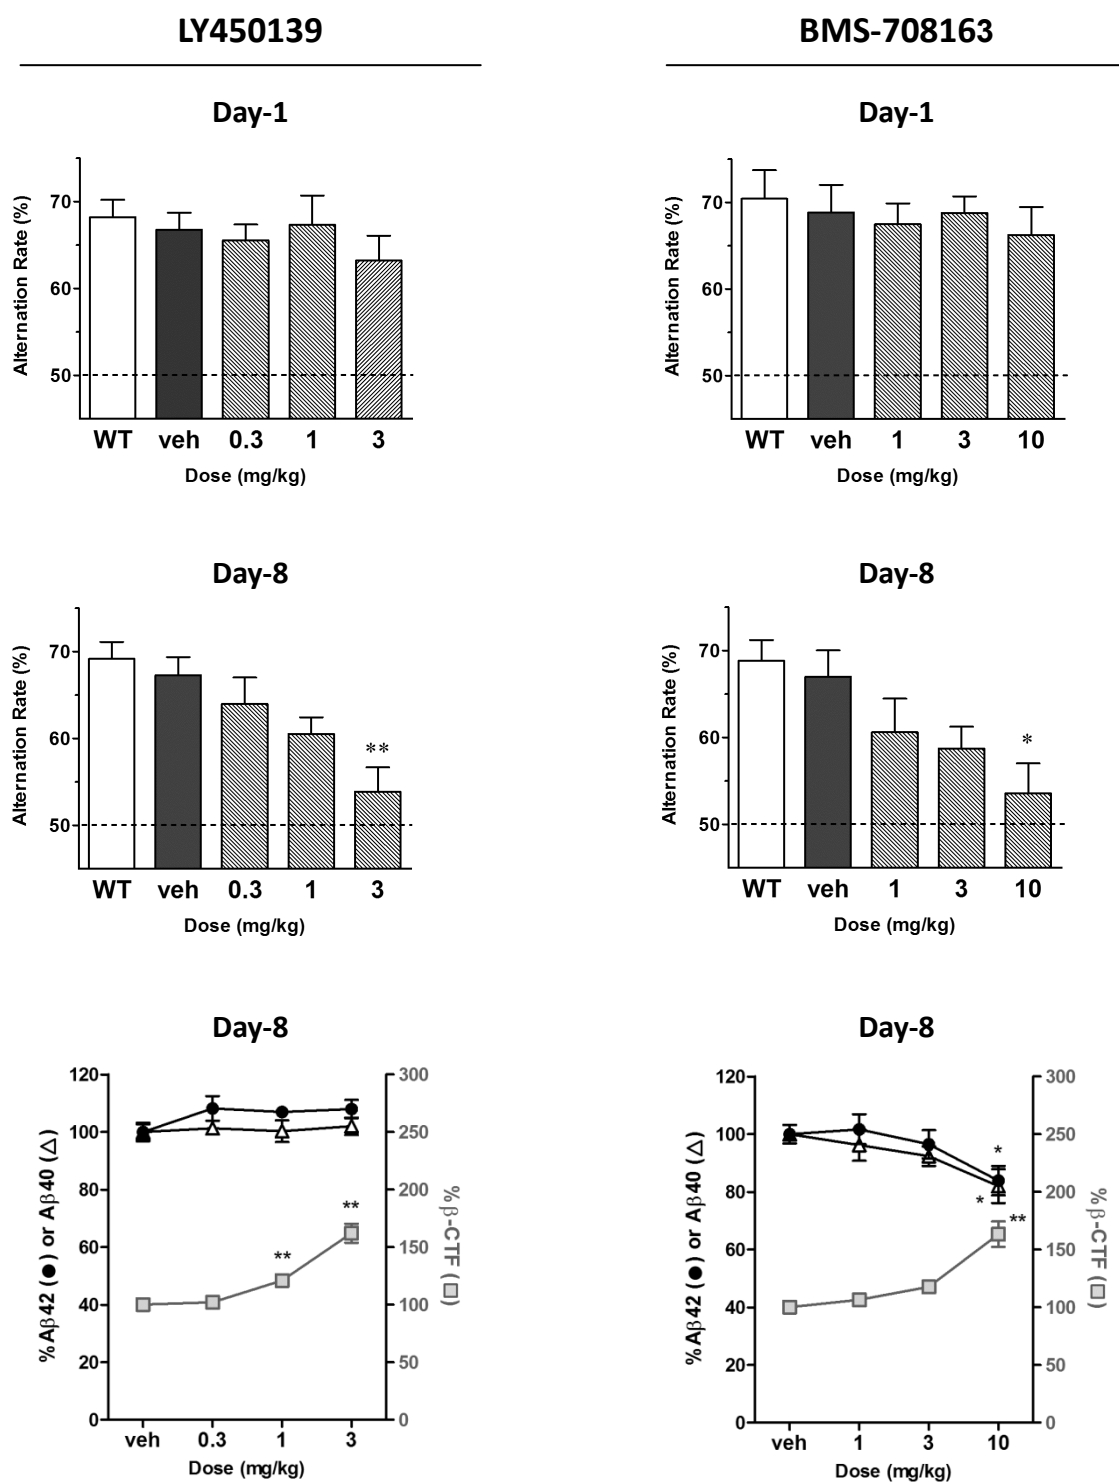 LY450139
BMS-708163
Day-1
Alternation Rate (%)
70
60
50
WT veh 0.3 1 3
Dose (mg/kg)
Day-1
Alternation Rate (%)
70
60
50
WT veh 1 3 10
Dose (mg/kg)
Day-8
Alternation Rate (%)
70
60
50
**
WT veh 0.3 1 3
Dose (mg/kg)
Day-8
Alternation Rate (%)
70
60
50
*
WT veh 1 3 10
Dose (mg/kg)
Day-8
%Aβ42 (●) or Aβ40 (△)
120
100
80
60
40
20
0
**
**
300
250
200
150
100
50
0
%β-CTF (□)
veh 0.3 1 3
Dose (mg/kg)
Day-8
%Aβ42 (●) or Aβ40 (△)
120
100
80
60
40
20
0
*
*
**
300
250
200
150
100
50
0
%β-CTF (□)
veh 1 3 10
Dose (mg/kg)